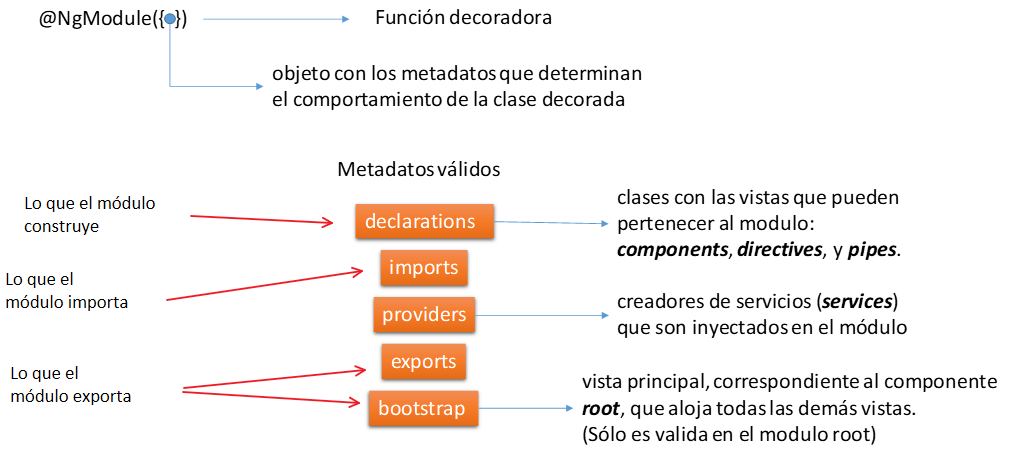 @NgModule({ })
Función decoradora
objeto con los metadatos que determinan
el comportamiento de la clase decorada
Metadatos válidos
Lo que el módulo
construye
declarations
clases con las vistas que pueden
pertenecer al modulo:
components, directives, y pipes.
Lo que el
módulo importa
imports
providers
creadores de servicios (services)
que son inyectados en el módulo
Lo que el
módulo exporta
exports
bootstrap
vista principal, correspondiente al componente
root, que aloja todas las demás vistas.
(Sólo es valida en el modulo root)